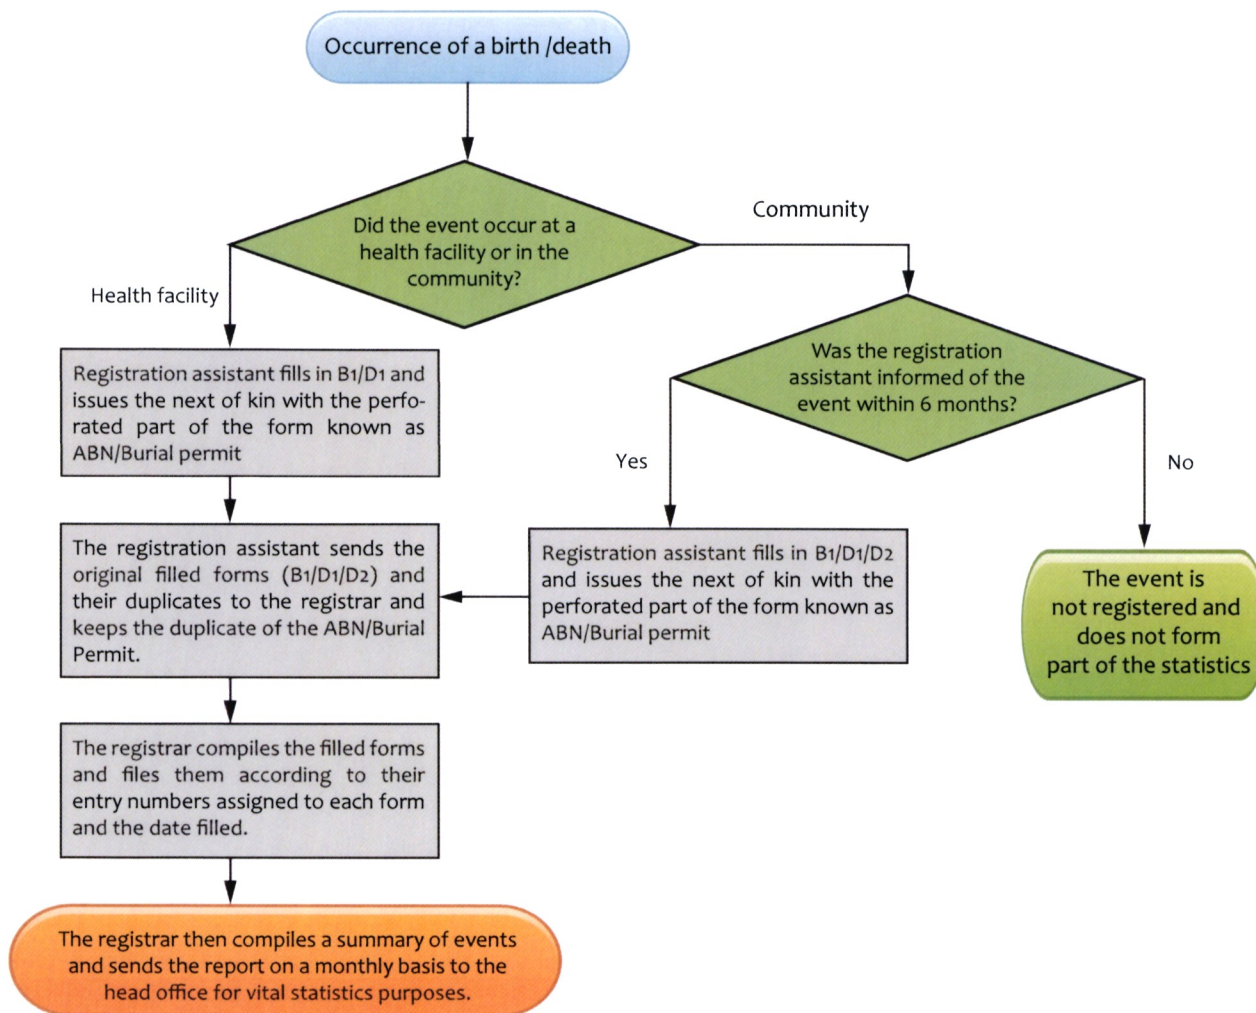 Occurrence of a birth /death
Did the event occur at a
health facility or in the
community?
Community
Health facility
Was the registration
assistant informed of the
event within 6 months?
Registration assistant fills in B1/D1 and
issues the next of kin with the perfo-
rated part of the form known as
ABN/Burial permit
Yes
No
The registration assistant sends the
original filled forms (B1/D1/D2) and
their duplicates to the registrar and
keeps the duplicate of the ABN/Burial
Permit.
Registration assistant fills in B1/D1/D2
and issues the next of kin with the
perforated part of the form known as
ABN/Burial permit
The event is
not registered and
does not form
part of the statistics
The registrar compiles the filled forms
and files them according to their
entry numbers assigned to each form
and the date filled.
The registrar then compiles a summary of events
and sends the report on a monthly basis to the
head office for vital statistics purposes.